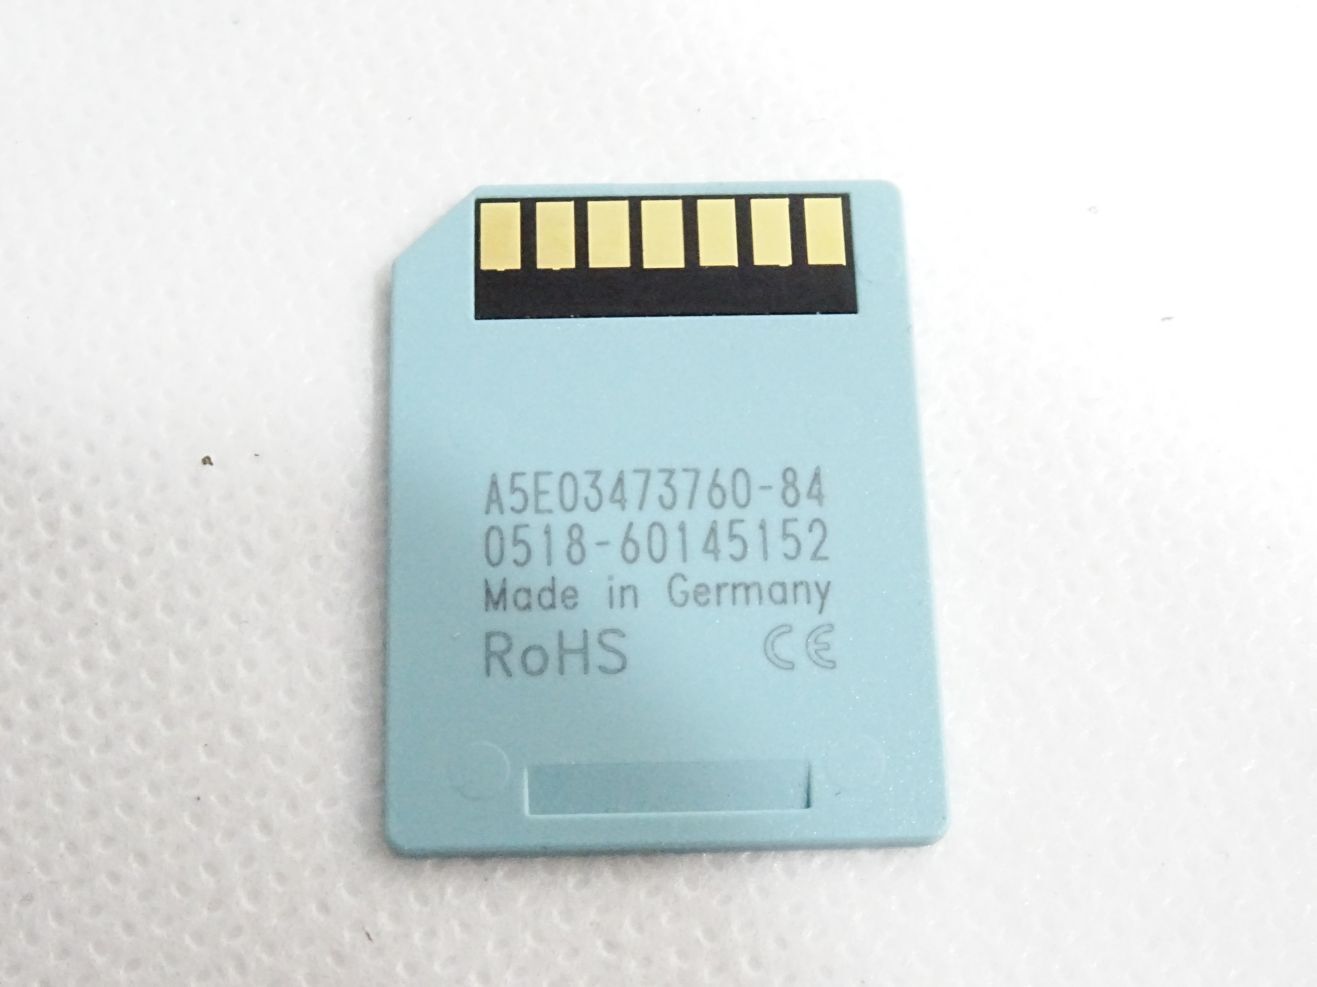 A5E03473760-84
0518-60145152
Made in Germany
RoHS CE